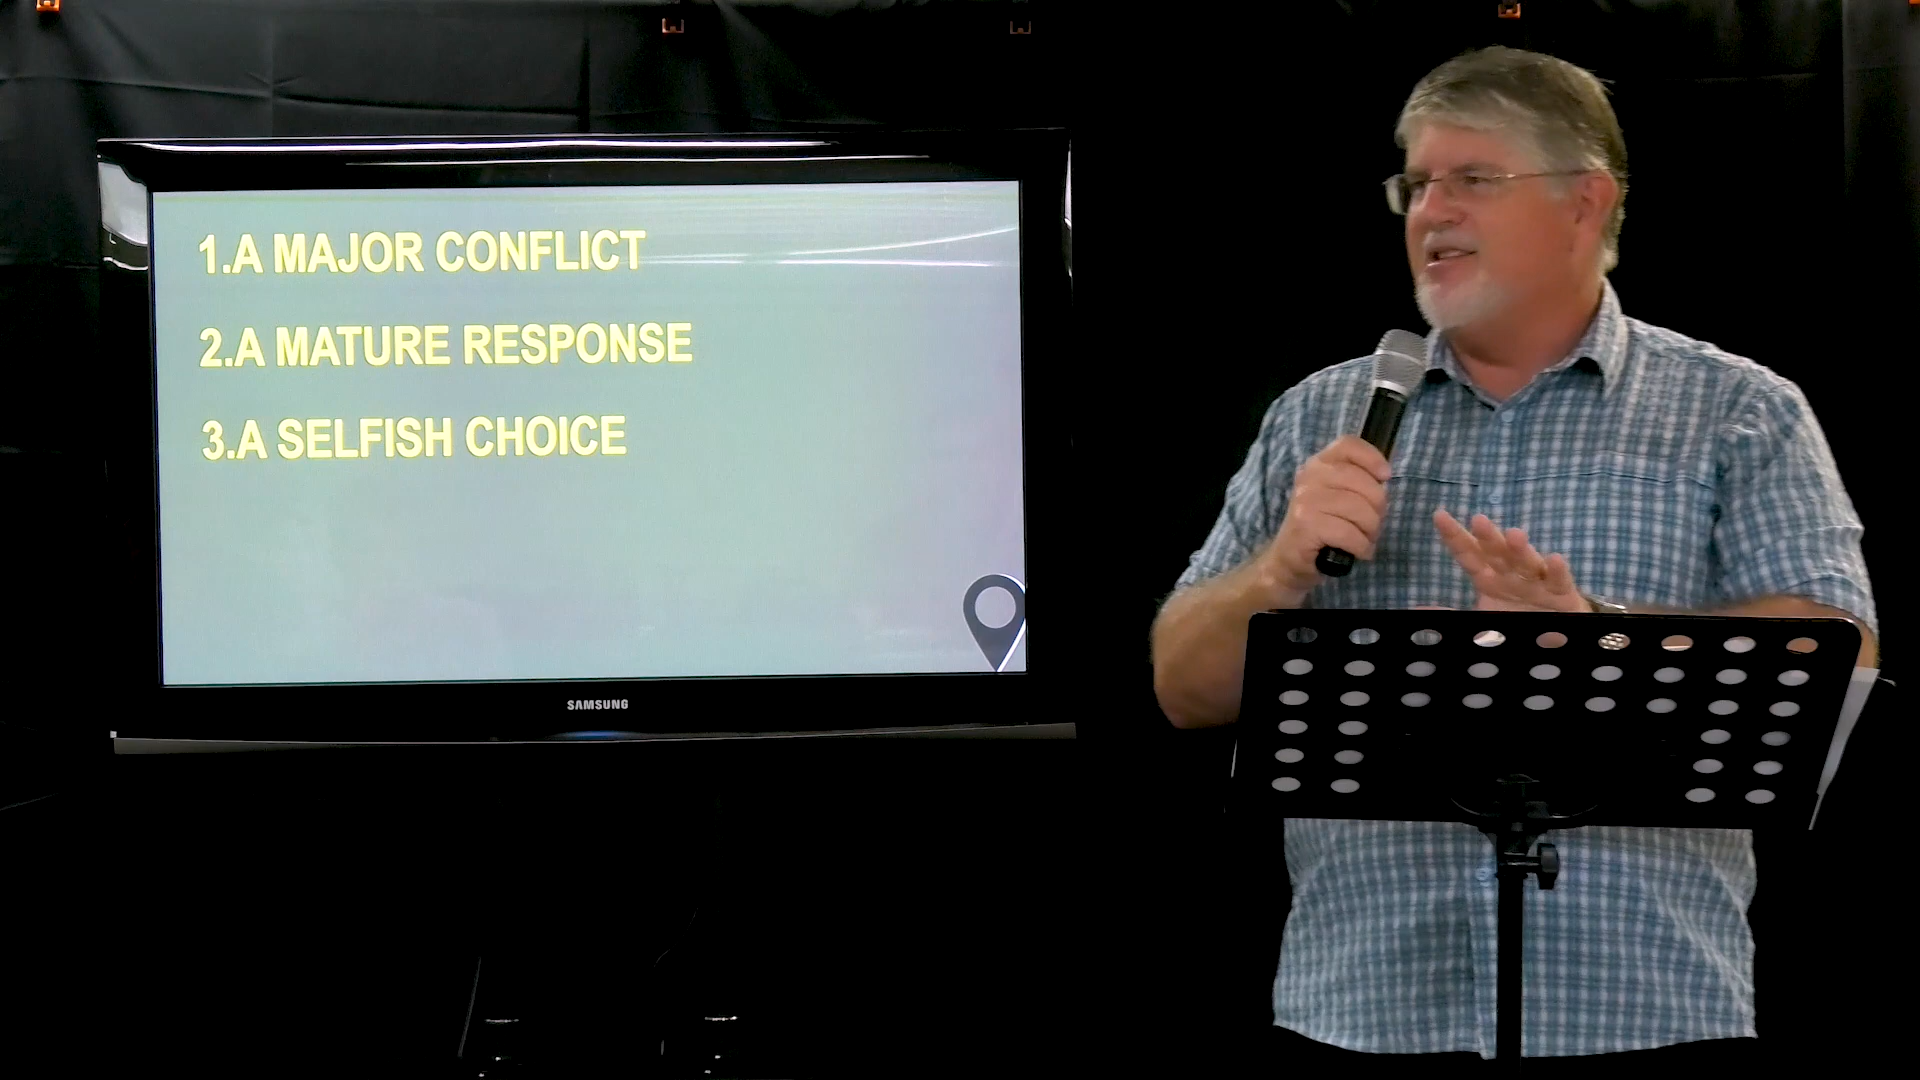 1.A MAJOR CONFLICT
2.A MATURE RESPONSE
3.A SELFISH CHOICE
SAMSUNG